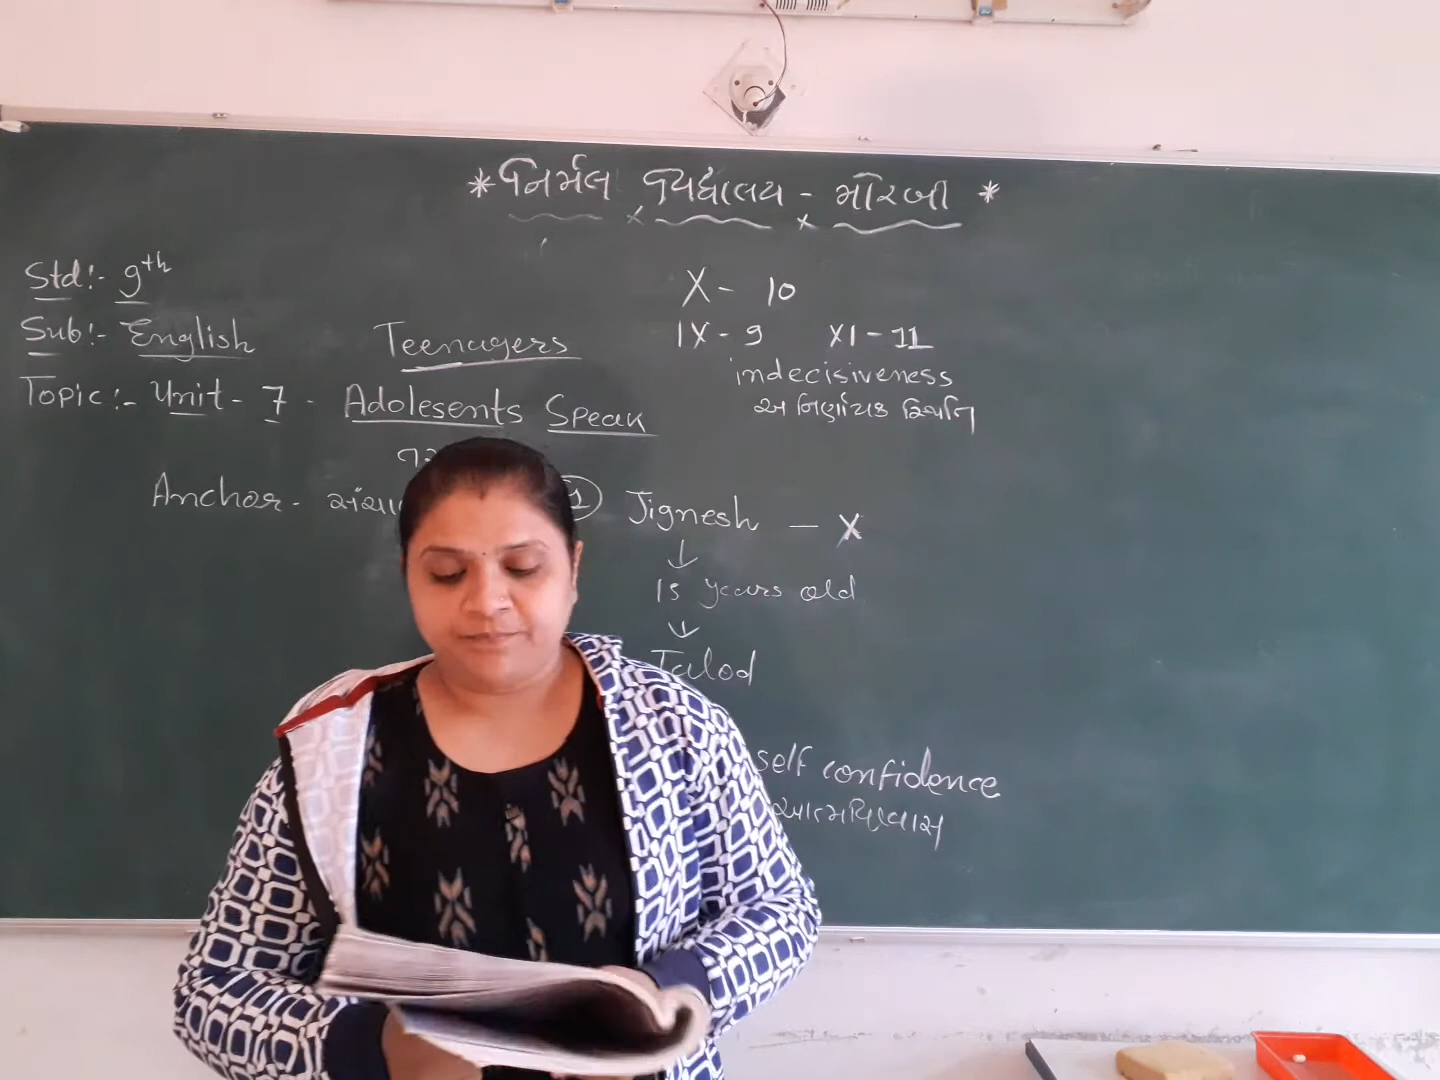 * નિર્મલ વિદ્યાલય - મોરબી *
Std:- 9th
Sub:- English
Topic:- Unit - 7 - Adolesents Speak
Teenagers
X - 10
IX - 9 XI - 11
indecisiveness
અ નિર્ણાયક સ્થિતિ
Anchor -
1 Jignesh - X
15 years old
Talod
self confidence
આત્મવિશ્વાસ